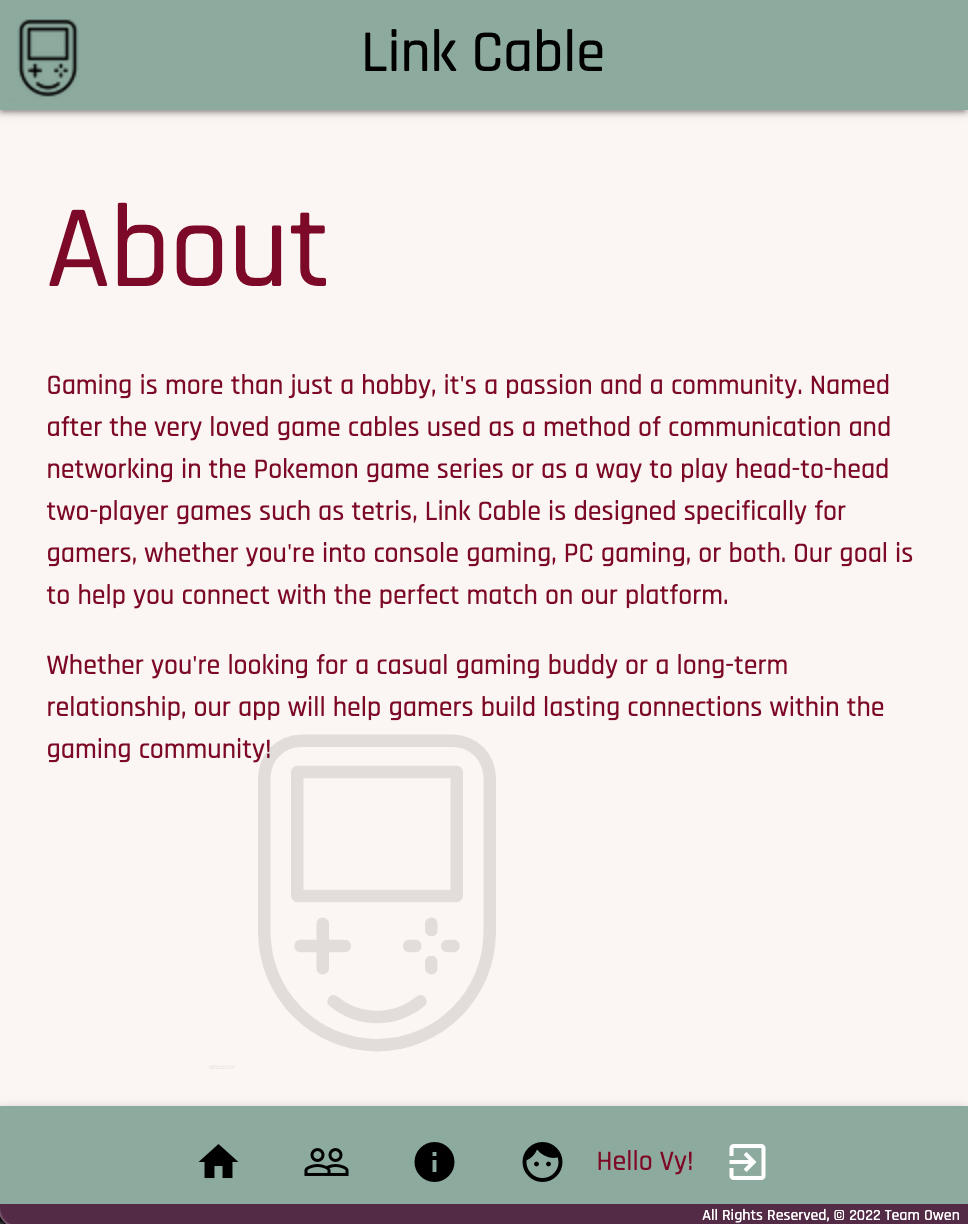 Link Cable
About
Gaming is more than just a hobby, it's a passion and a community. Named
after the very loved game cables used as a method of communication and
networking in the Pokemon game series or as a way to play head-to-head
two-player games such as tetris, Link Cable is designed specifically for
gamers, whether you're into console gaming, PC gaming, or both. Our goal is
to help you connect with the perfect match on our platform.
Whether you're looking for a casual gaming buddy or a long-term
relationship, our app will help gamers build lasting connections within the
gaming community!
Hello Vy!
All Rights Reserved, © 2022 Team Owen